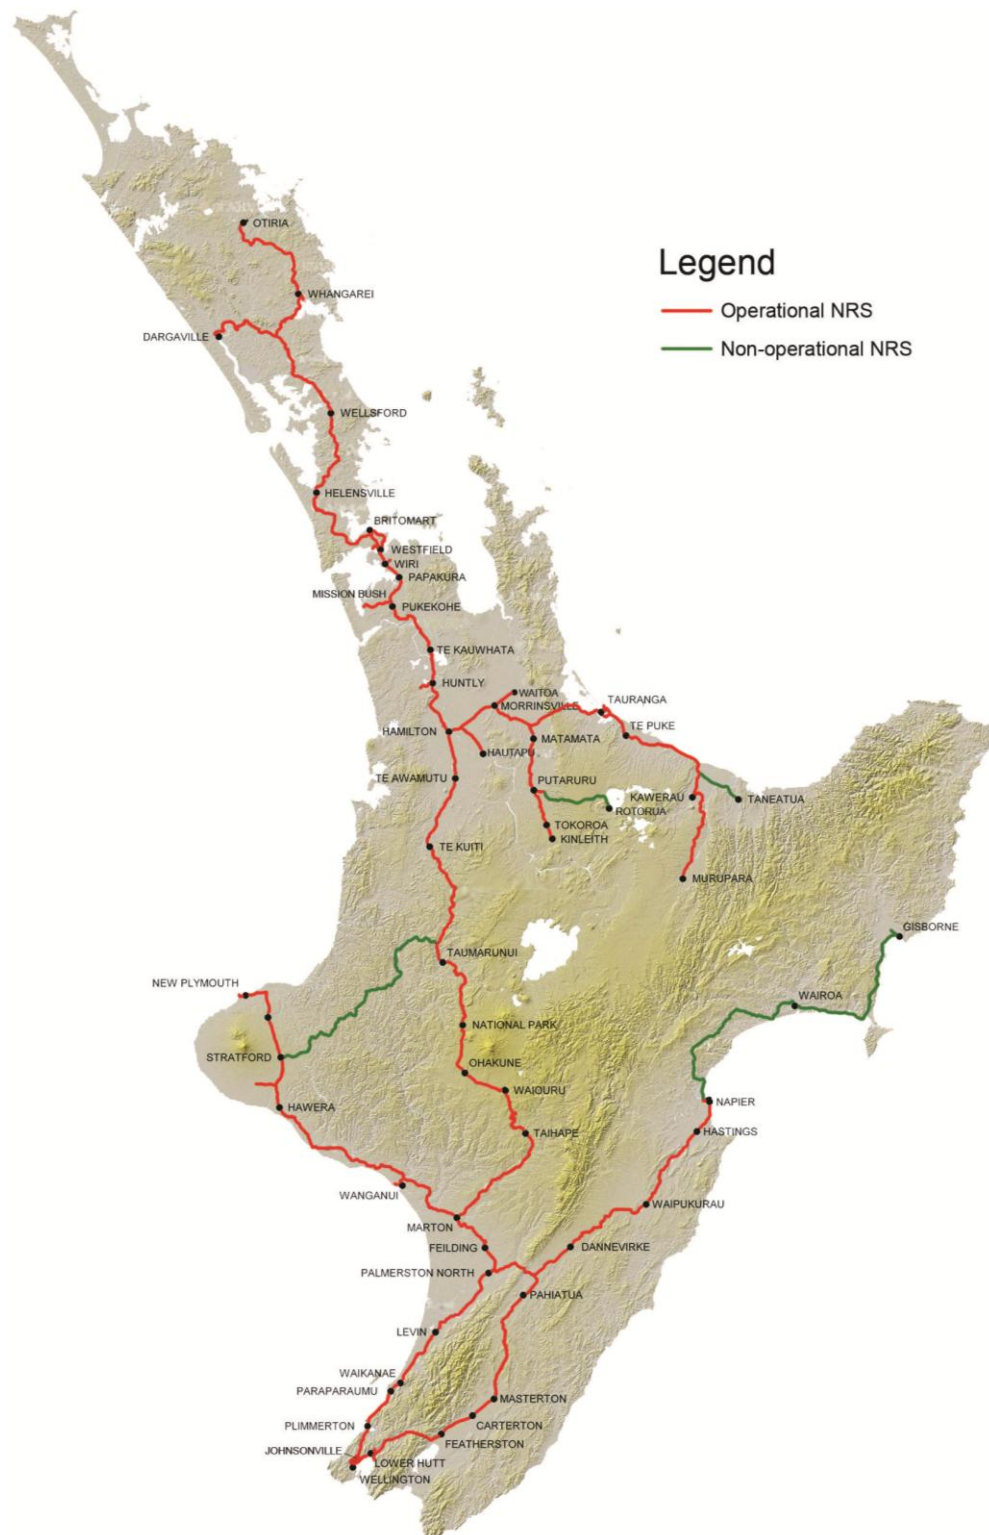 OTIRIA
WHANGAREI
DARGAVILLE
Legend
Operational NRS
Non-operational NRS
WELLSFORD
HELENSVILLE
BRITOMART
WESTFIELD
WIRI
PAPAKURA
MISSION BUSH
PUKEKOHE
TE KAUWHATA
HUNTLY
WAITOA
MORRINSVILLE
TAURANGA
TE PUKE
HAMILTON
MATAMATA
HAUTAPU
TE AWAMUTU
PUTARURU
KAWERAU
TANEATUA
ROTORUA
TOKOROA
KINLEITH
TE KUITI
MURUPARA
GISBORNE
TAUMARUNUI
NEW PLYMOUTH
WAIROA
NATIONAL PARK
STRATFORD
OHAKUNE
WAIOURU
NAPIER
HAWERA
TAIHAPE
HASTINGS
WANGANUI
WAIPUKURAU
MARTON
FEILDING
DANNEVIRKE
PALMERSTON NORTH
PAHIATUA
LEVIN
WAIKANAE
PARAPARAUMU
MASTERTON
CARTERTON
PLIMMERTON
FEATHERSTON
JOHNSONVILLE
LOWER HUTT
WELLINGTON